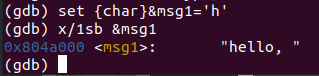 (gdb) set {char}&msg1='h'
(gdb) x/1sb &msg1
0x804a000 <msg1>:        "hello, "
(gdb)